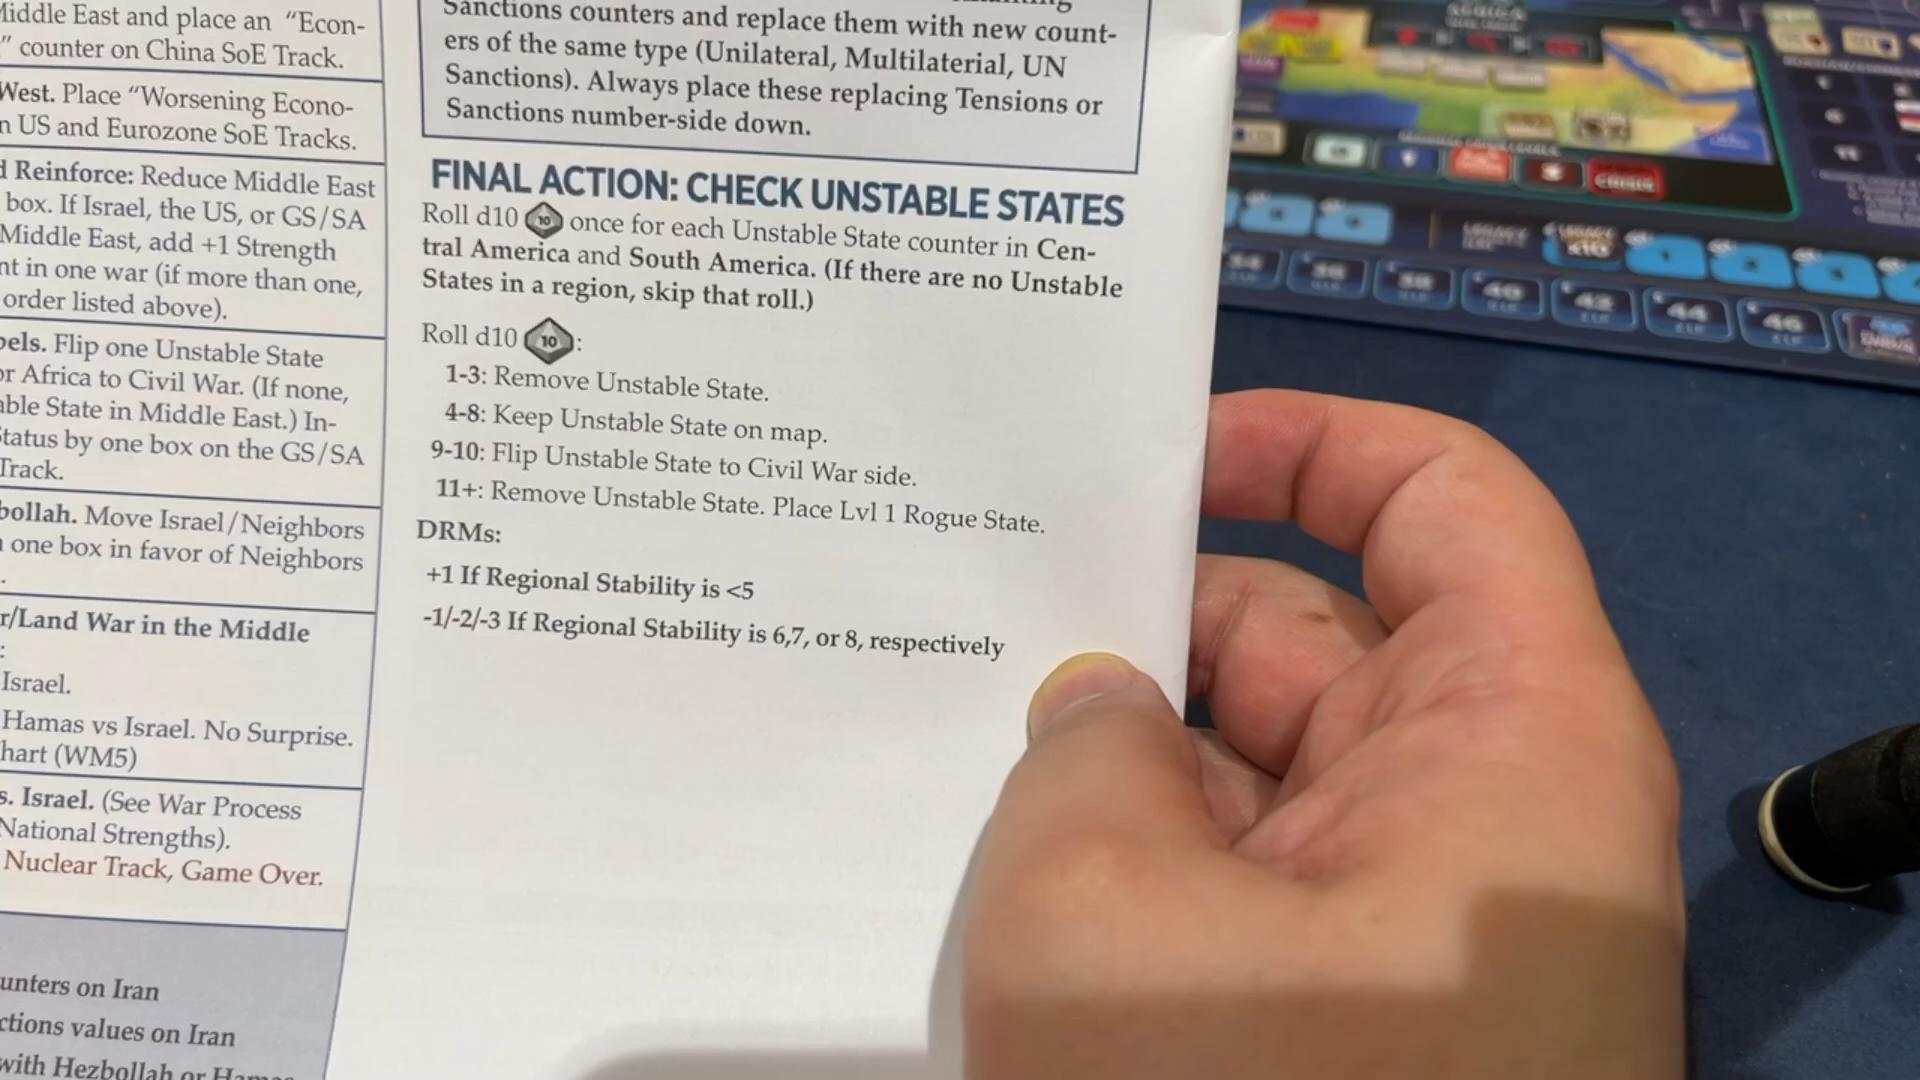 Middle East and place an “Econ-
” counter on China SoE Track.
West. Place “Worsening Econo-
n US and Eurozone SoE Tracks.
d Reinforce: Reduce Middle East
box. If Israel, the US, or GS/SA
Middle East, add +1 Strength
nt in one war (if more than one,
order listed above).
bels. Flip one Unstable State
or Africa to Civil War. (If none,
able State in Middle East.) In-
Status by one box on the GS/SA
Track.
bollah. Move Israel/Neighbors
one box in favor of Neighbors
.
r/Land War in the Middle
:
Israel.
Hamas vs Israel. No Surprise.
hart (WM5)
s. Israel. (See War Process
National Strengths).
Nuclear Track, Game Over.
unters on Iran
ctions values on Iran
with Hezbollah or Hamas
Sanctions counters and replace them with new count-
ers of the same type (Unilateral, Multilaterial, UN
Sanctions). Always place these replacing Tensions or
Sanctions number-side down.
FINAL ACTION: CHECK UNSTABLE STATES
Roll d10 10 once for each Unstable State counter in Cen-
tral America and South America. (If there are no Unstable
States in a region, skip that roll.)
Roll d10 10 :
1-3: Remove Unstable State.
4-8: Keep Unstable State on map.
9-10: Flip Unstable State to Civil War side.
11+: Remove Unstable State. Place Lvl 1 Rogue State.
DRMs:
+1 If Regional Stability is <5
-1/-2/-3 If Regional Stability is 6,7, or 8, respectively
34
36
38
40
42
44
46